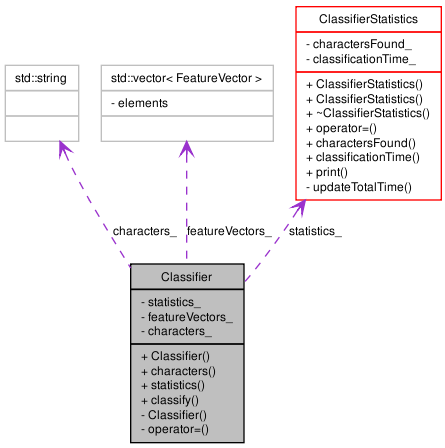 std::string
std::vector< FeatureVector >
- elements
ClassifierStatistics
- charactersFound_
- classificationTime_
+ ClassifierStatistics()
+ ClassifierStatistics()
+ ~ClassifierStatistics()
+ operator=()
+ charactersFound()
+ classificationTime()
+ print()
- updateTotalTime()
characters_
featureVectors_
statistics_
Classifier
- statistics_
- featureVectors_
- characters_
+ Classifier()
+ characters()
+ statistics()
+ classify()
- Classifier()
- operator=()